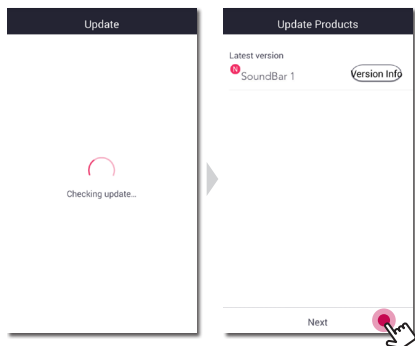 Update
Checking update...
Update Products
Latest version
N
SoundBar 1
Version Info
Next